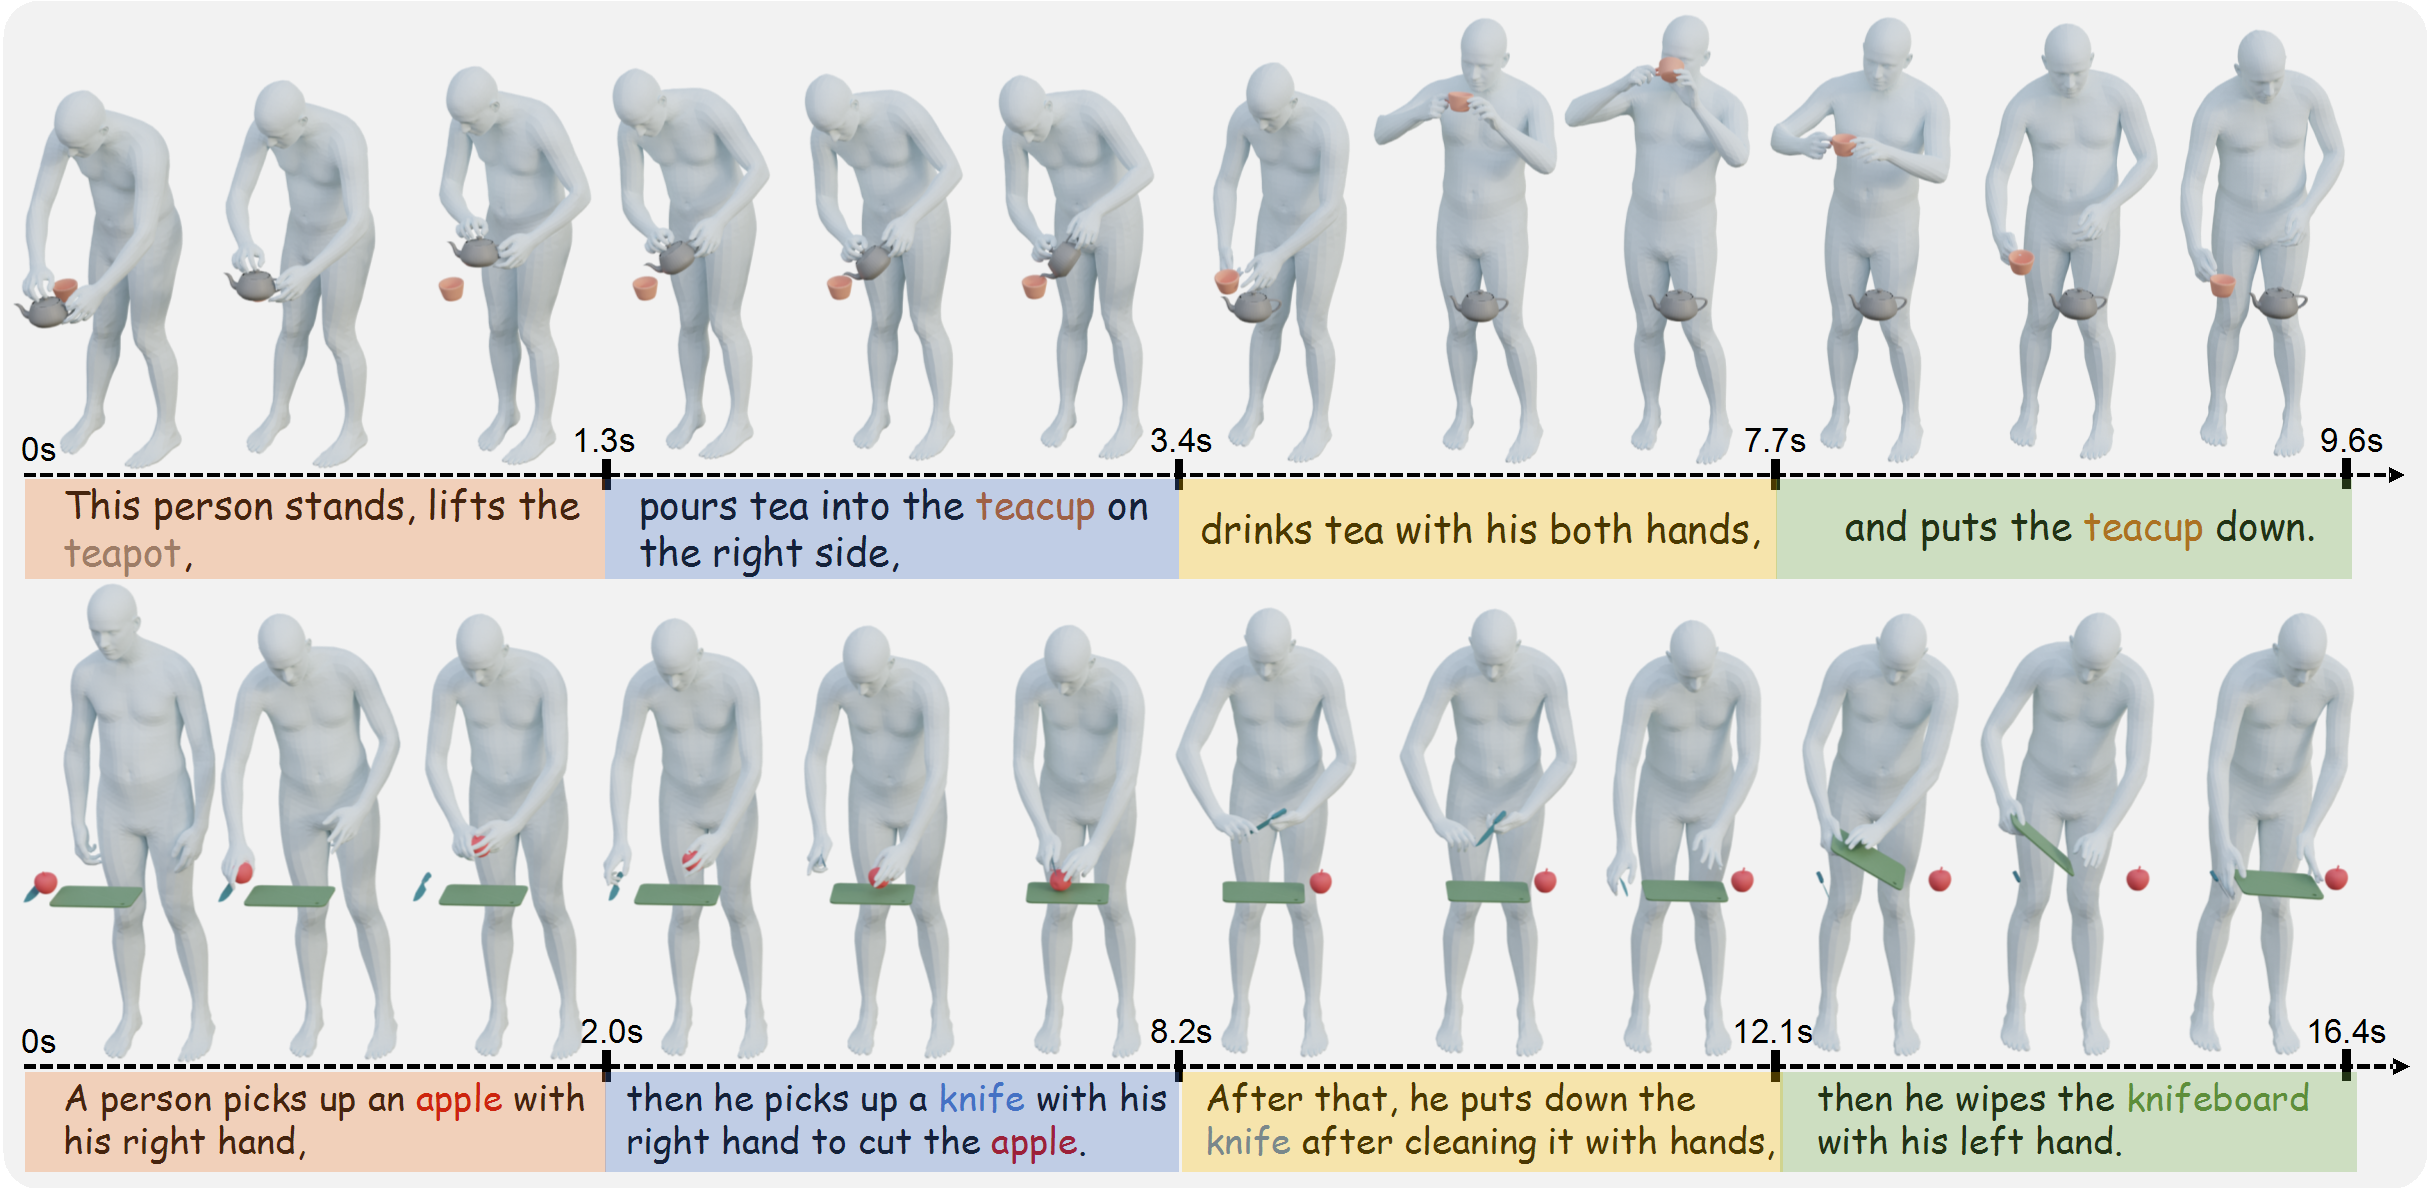 0s
1.3s
3.4s
7.7s
9.6s
This person stands, lifts the
teapot,
pours tea into the teacup on
the right side,
drinks tea with his both hands,
and puts the teacup down.
0s
2.0s
8.2s
12.1s
16.4s
A person picks up an apple with
his right hand,
then he picks up a knife with his
right hand to cut the apple.
After that, he puts down the
knife after cleaning it with hands,
then he wipes the knifeboard
with his left hand.